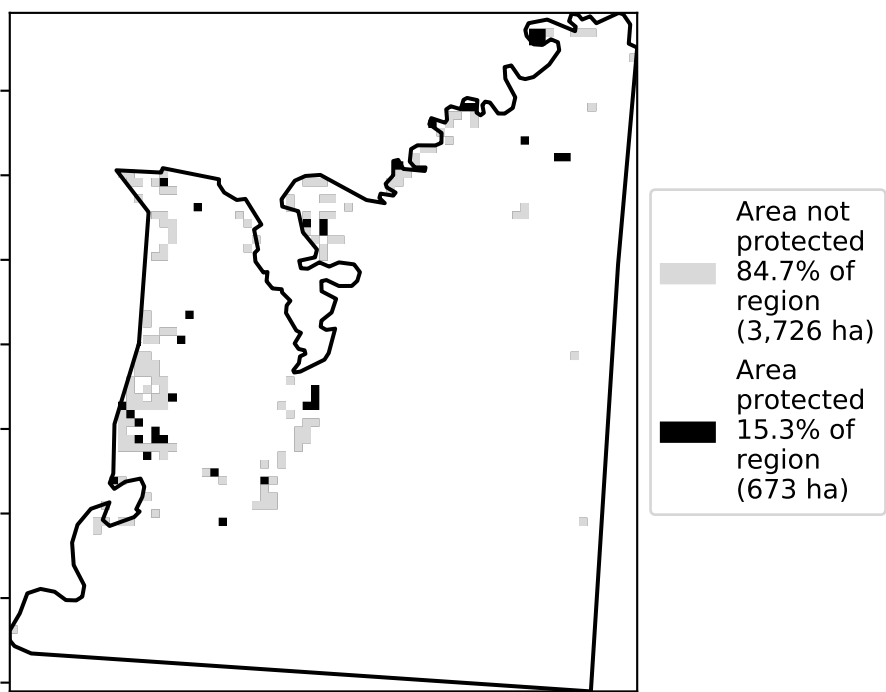 Area not
protected
84.7% of
region
(3,726 ha)
Area
protected
15.3% of
region
(673 ha)